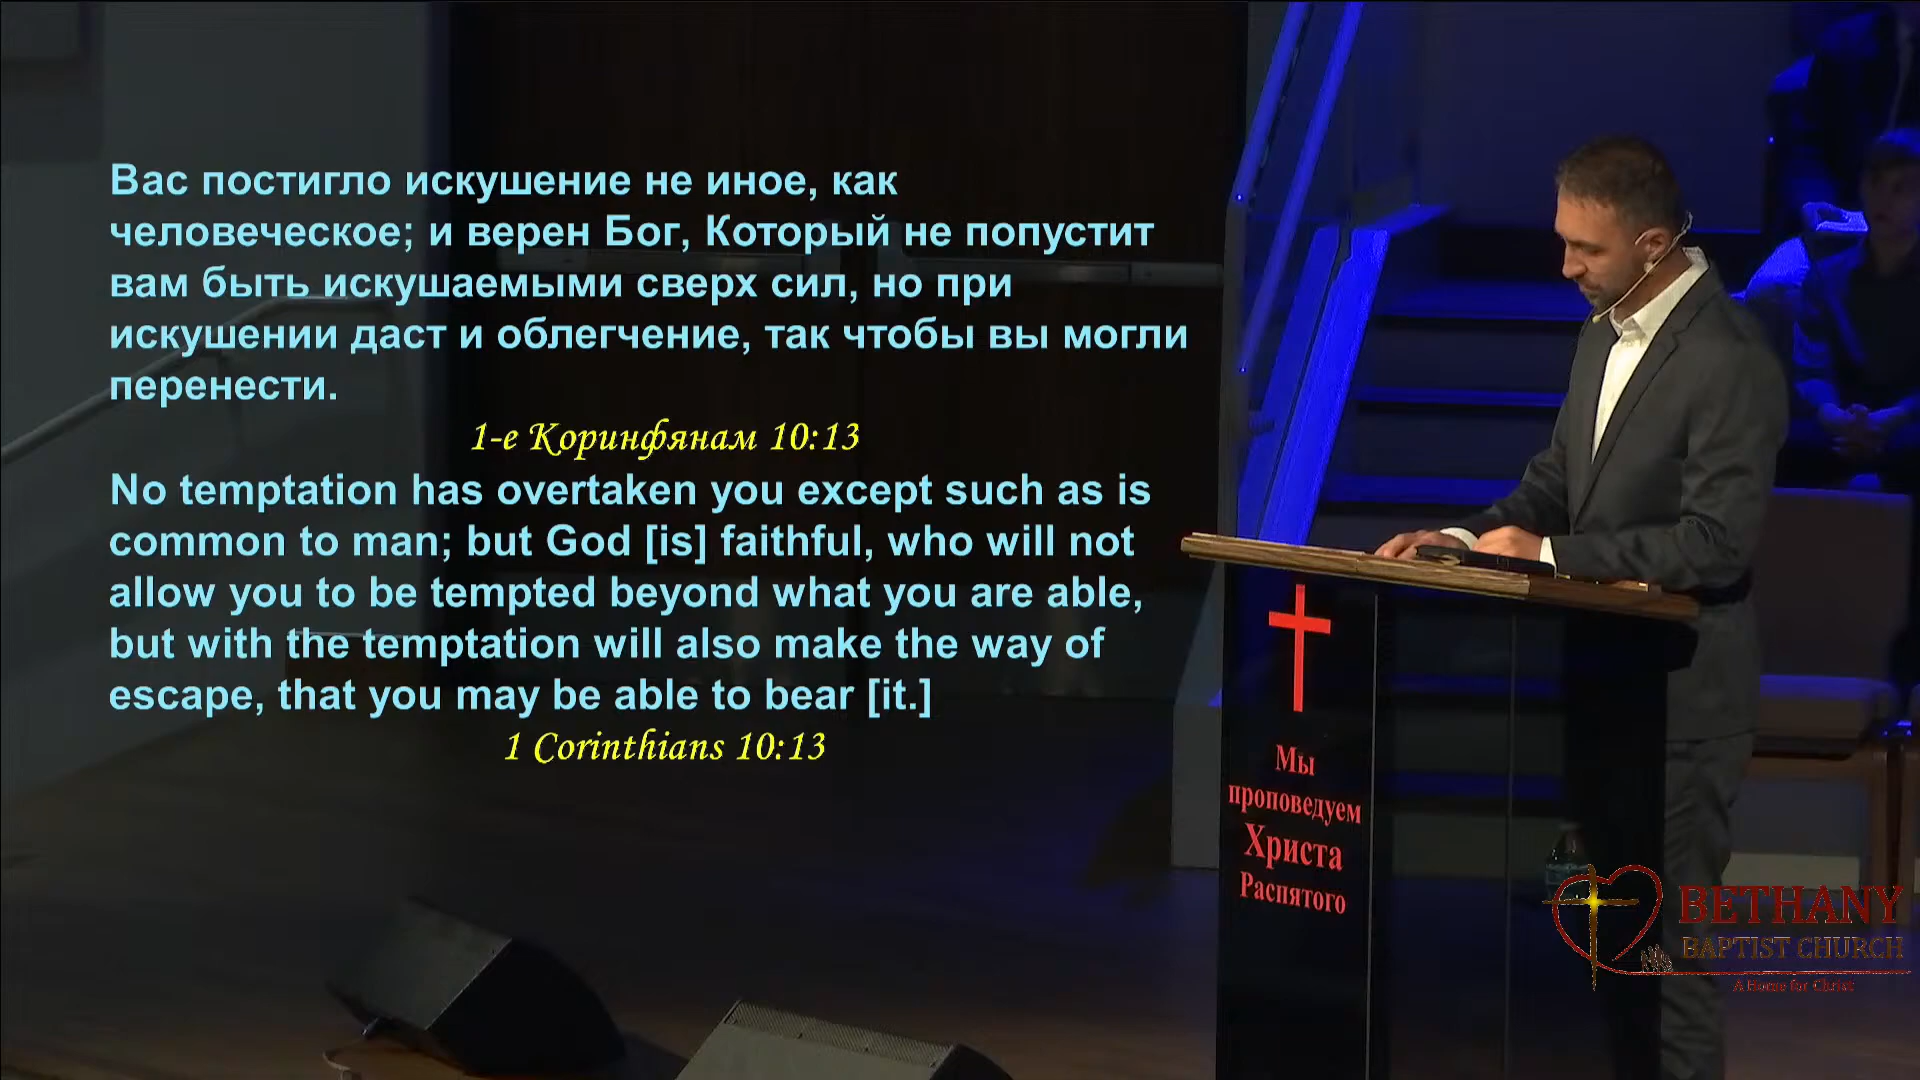 Вас постигло искушение не иное, как
человеческое; и верен Бог, Который не попустит
вам быть искушаемыми сверх сил, но при
искушении даст и облегчение, так чтобы вы могли
перенести.
1-е Коринфянам 10:13
No temptation has overtaken you except such as is
common to man; but God [is] faithful, who will not
allow you to be tempted beyond what you are able,
but with the temptation will also make the way of
escape, that you may be able to bear [it.]
1 Corinthians 10:13
Мы
проповедуем
Христа
Распятого
BETHANY
BAPTIST CHURCH
A Home for Christ